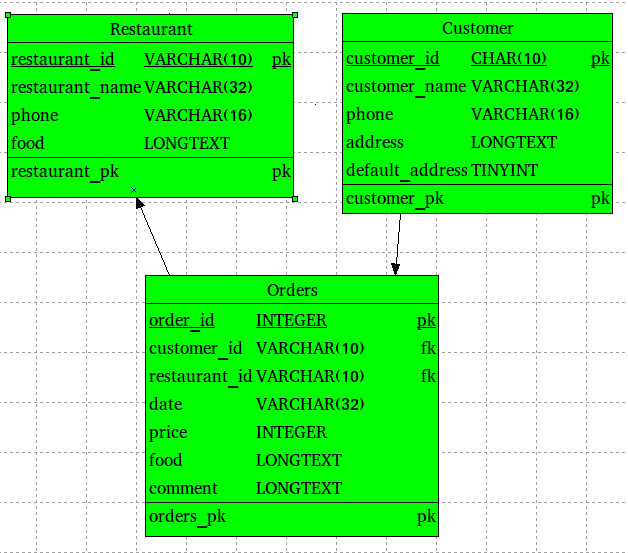 Restaurant
restaurant_id VARCHAR(10) pk
restaurant_name VARCHAR(32)
phone VARCHAR(16)
food LONGTEXT
restaurant_pk pk
Customer
customer_id CHAR(10) pk
customer_name VARCHAR(32)
phone VARCHAR(16)
address LONGTEXT
default_address TINYINT
customer_pk pk
Orders
order_id INTEGER pk
customer_id VARCHAR(10) fk
restaurant_id VARCHAR(10) fk
date VARCHAR(32)
price INTEGER
food LONGTEXT
comment LONGTEXT
orders_pk pk